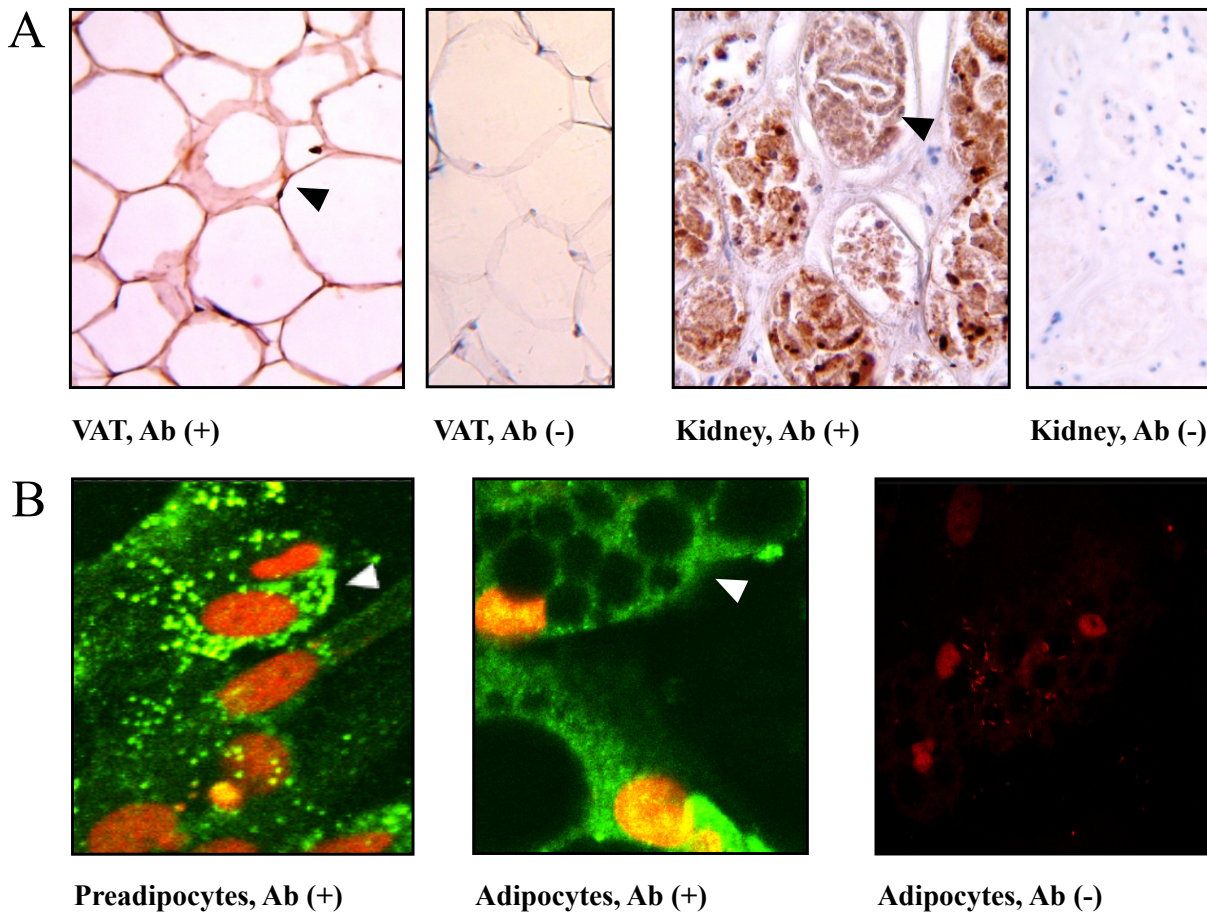 A
VAT, Ab (+)
VAT, Ab (-)
Kidney, Ab (+)
Kidney, Ab (-)
B
Preadipocytes, Ab (+)
Adipocytes, Ab (+)
Adipocytes, Ab (-)